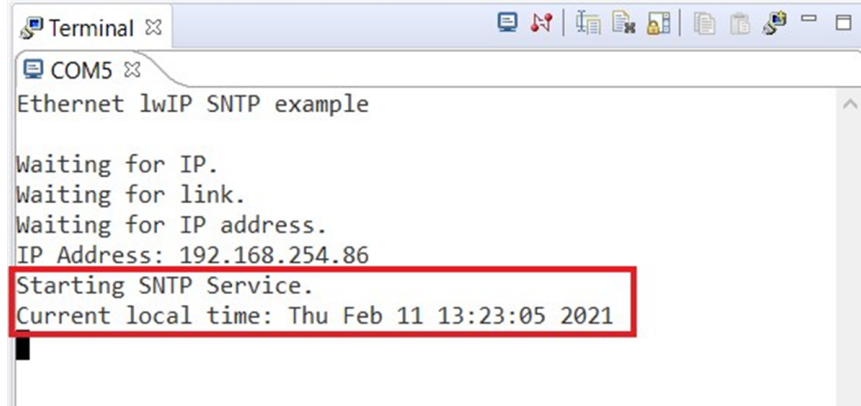 Terminal
COM5
Ethernet lwIP SNTP example
Waiting for IP.
Waiting for link.
Waiting for IP address.
IP Address: 192.168.254.86
Starting SNTP Service.
Current local time: Thu Feb 11 13:23:05 2021